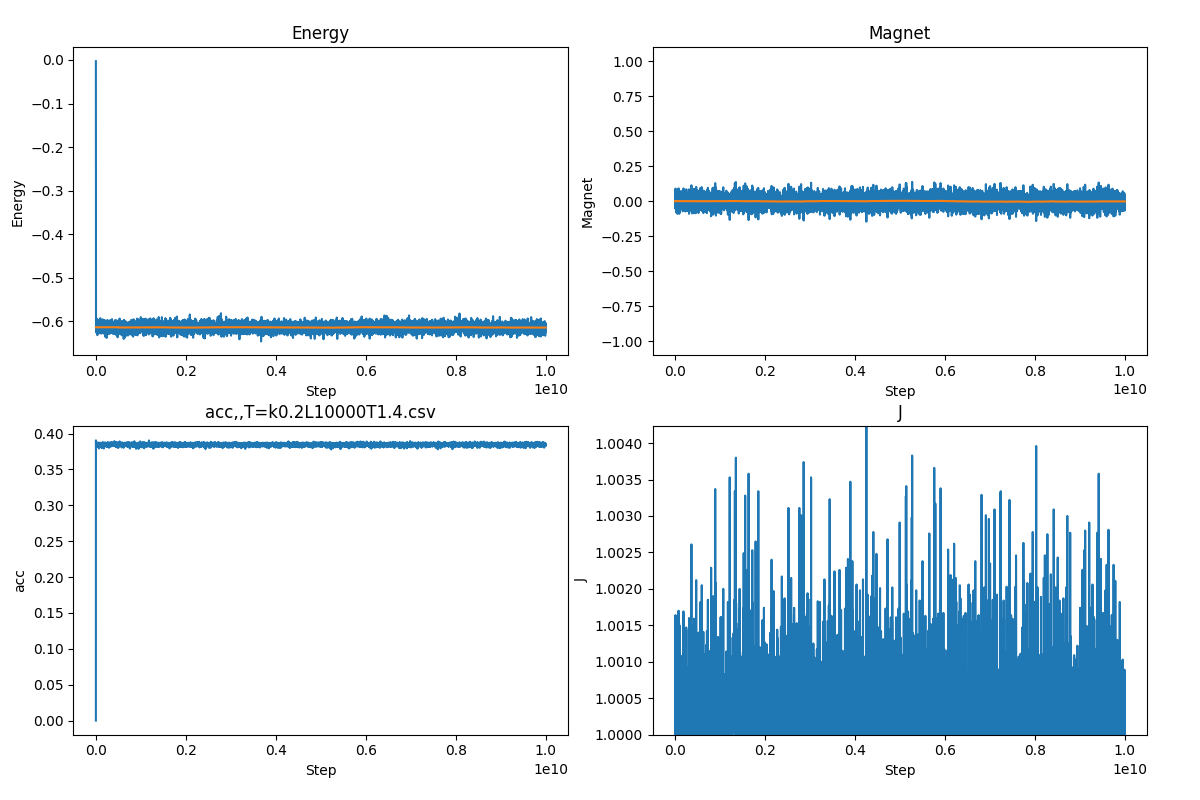 Energy
Energy
0.0
−0.1
−0.2
−0.3
−0.4
−0.5
−0.6
0.0 0.2 0.4 0.6 0.8 1.0
1e10
Step
Magnet
Magnet
1.00
0.75
0.50
0.25
0.00
−0.25
−0.50
−0.75
−1.00
0.0 0.2 0.4 0.6 0.8 1.0
1e10
Step
acc,,T=k0.2L10000T1.4.csv
acc
0.40
0.35
0.30
0.25
0.20
0.15
0.10
0.05
0.00
0.0 0.2 0.4 0.6 0.8 1.0
1e10
Step
J
J
1.0040
1.0035
1.0030
1.0025
1.0020
1.0015
1.0010
1.0005
1.0000
0.0 0.2 0.4 0.6 0.8 1.0
1e10
Step